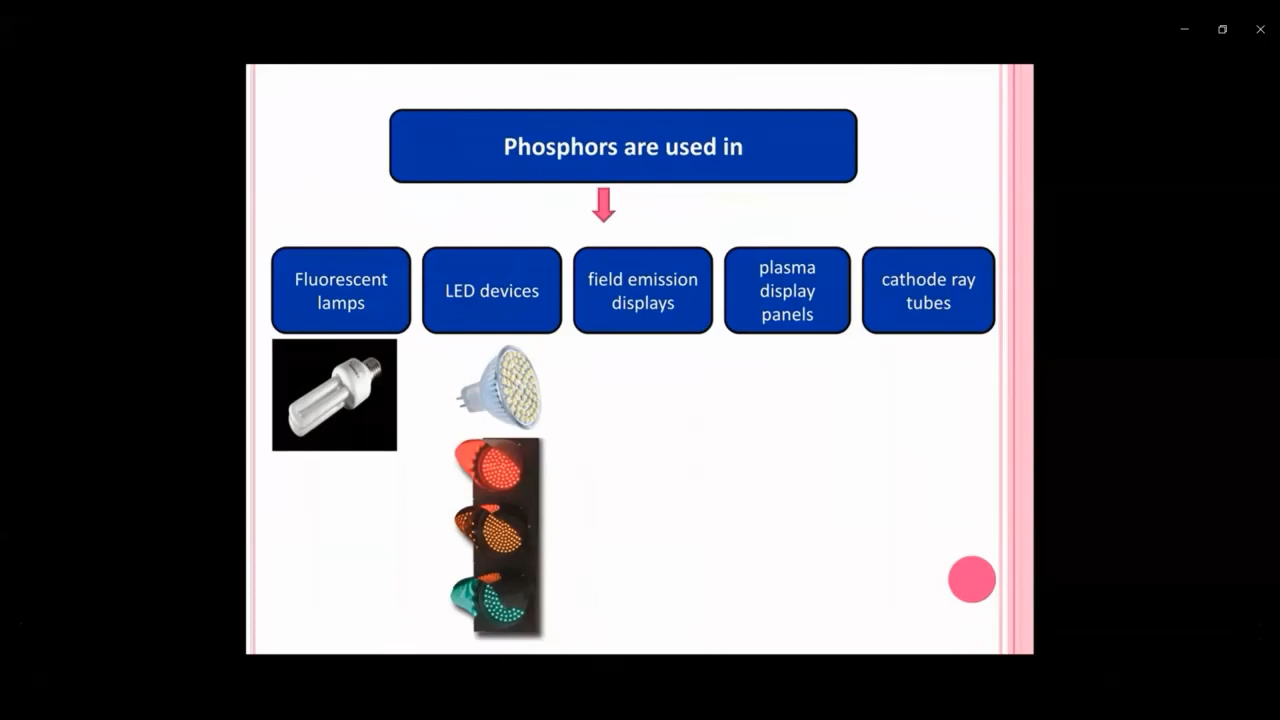 Phosphors are used in
Fluorescent
lamps
LED devices
field emission
displays
plasma
display
panels
cathode ray
tubes